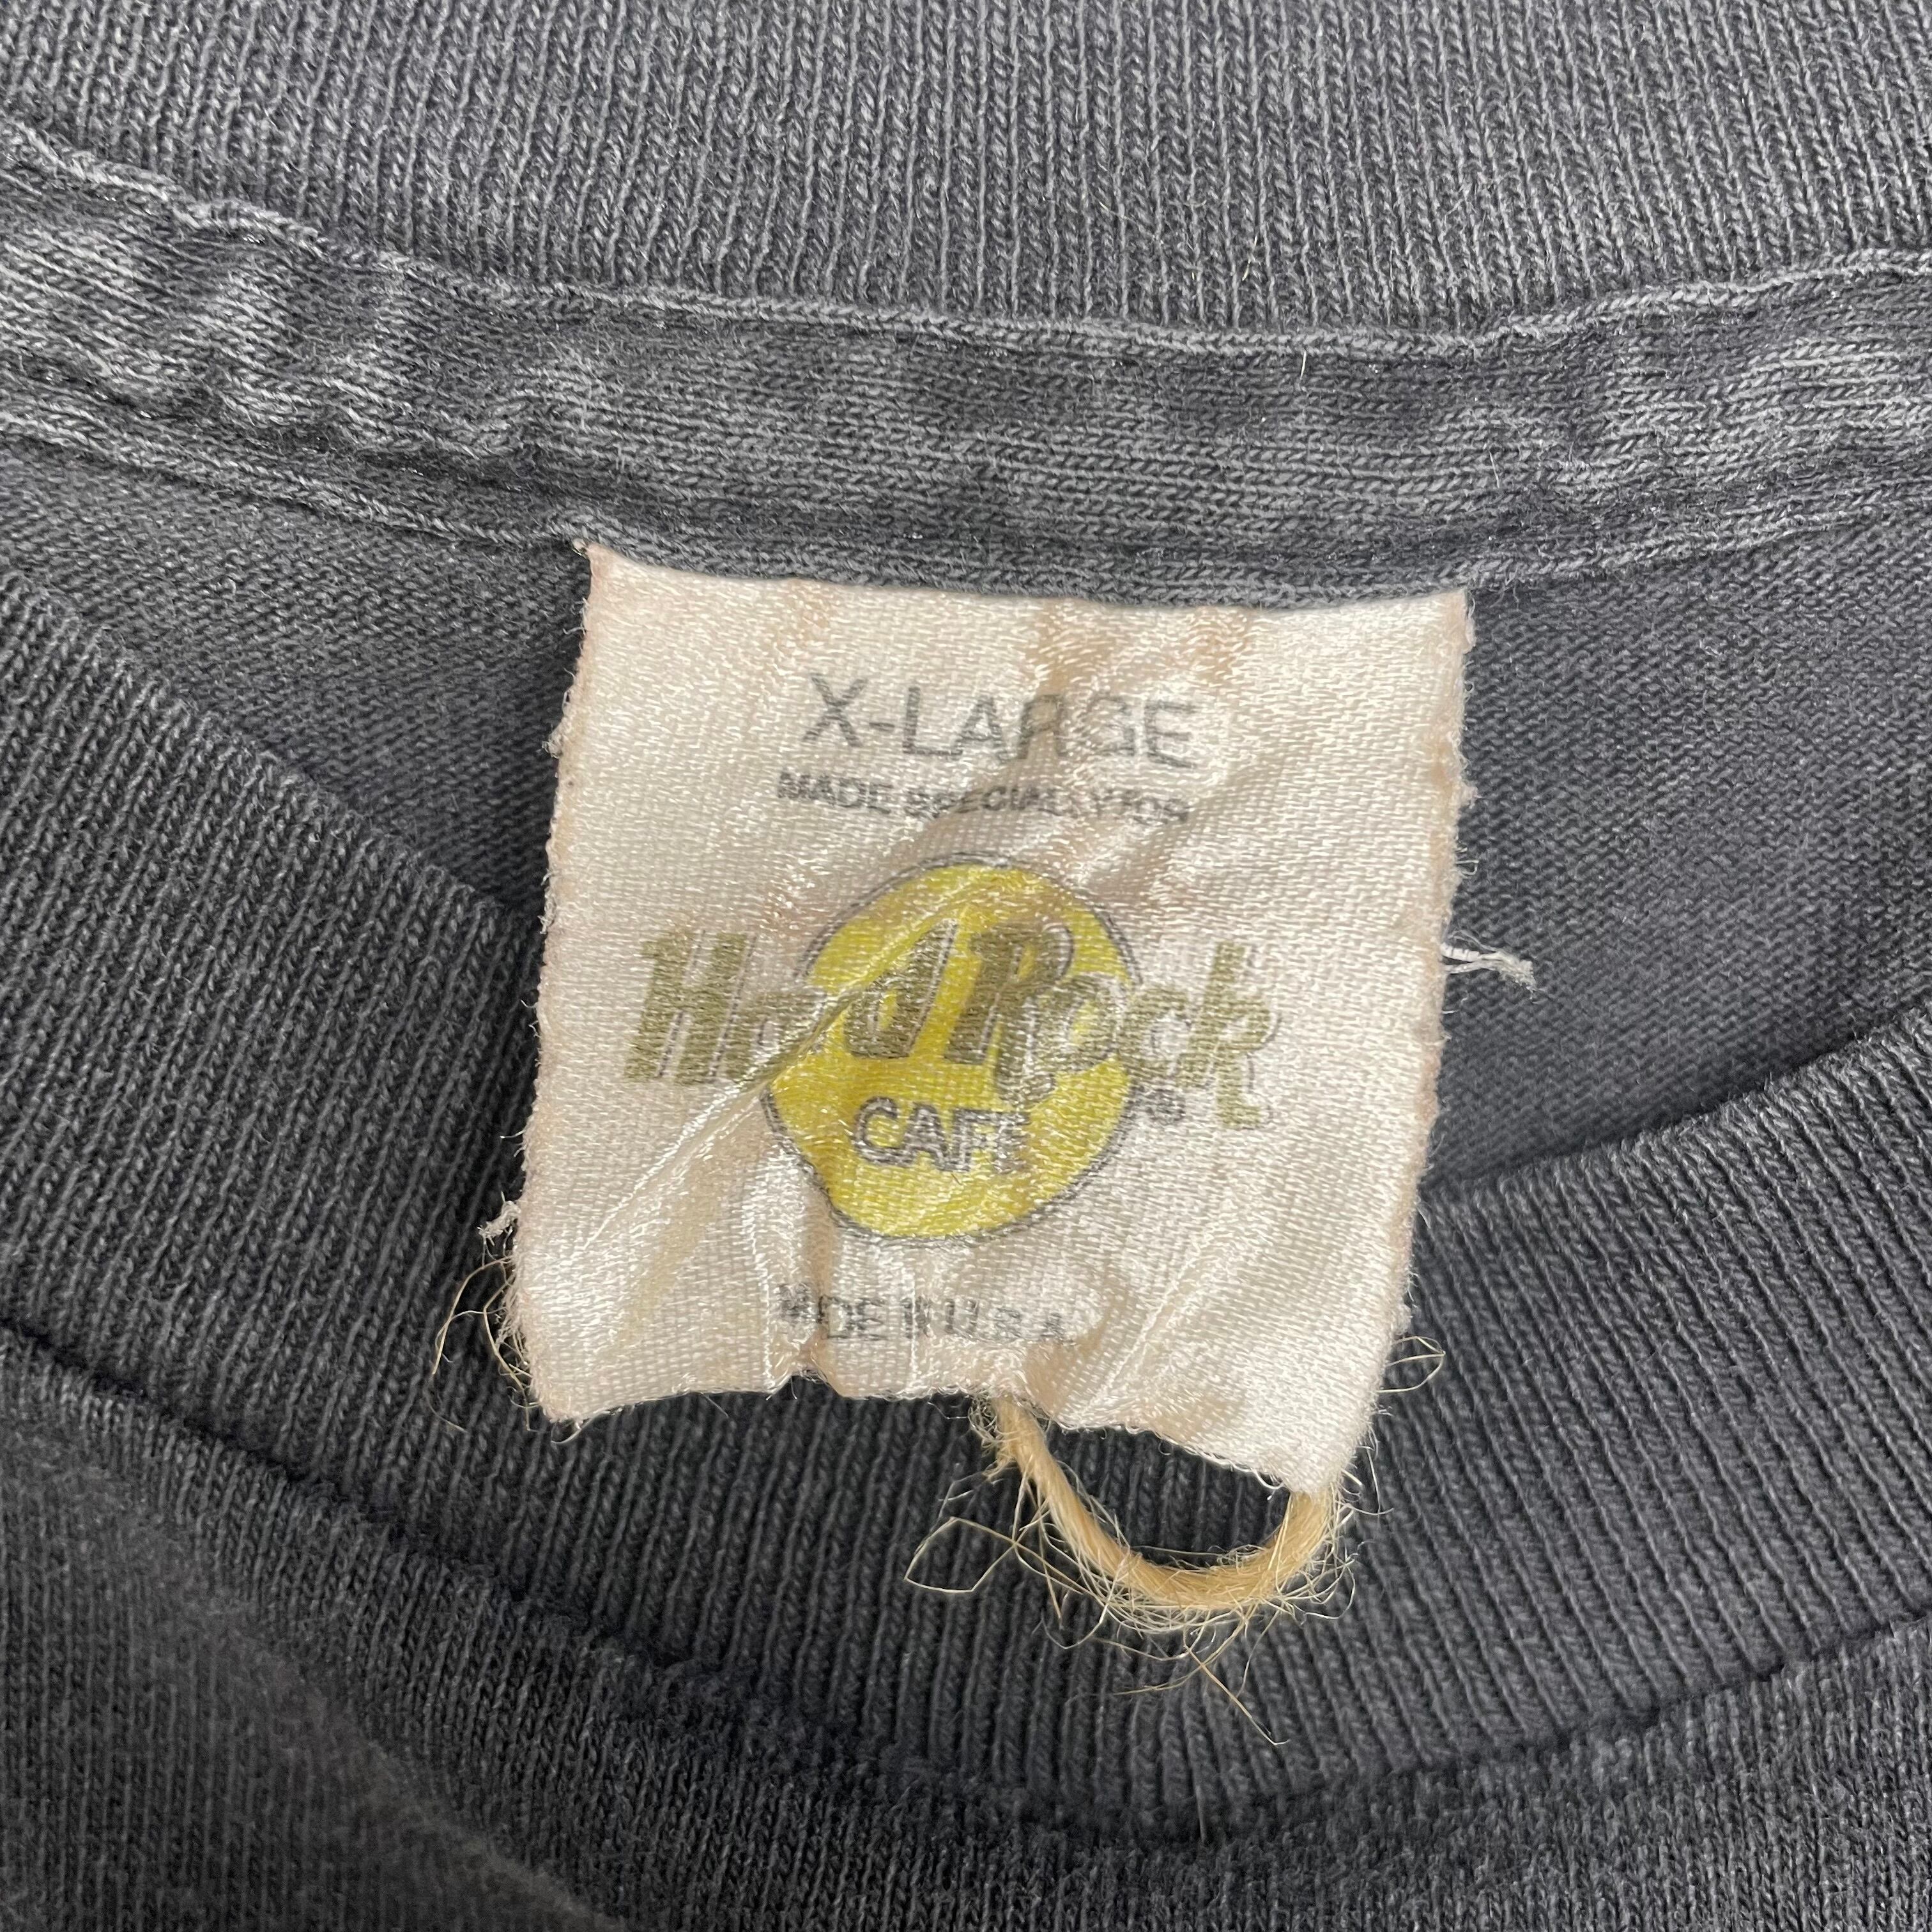 X-LARGE
MADE SPECIALLY FOR
Hard Rock
CAFE ®
MADE IN U.S.A.